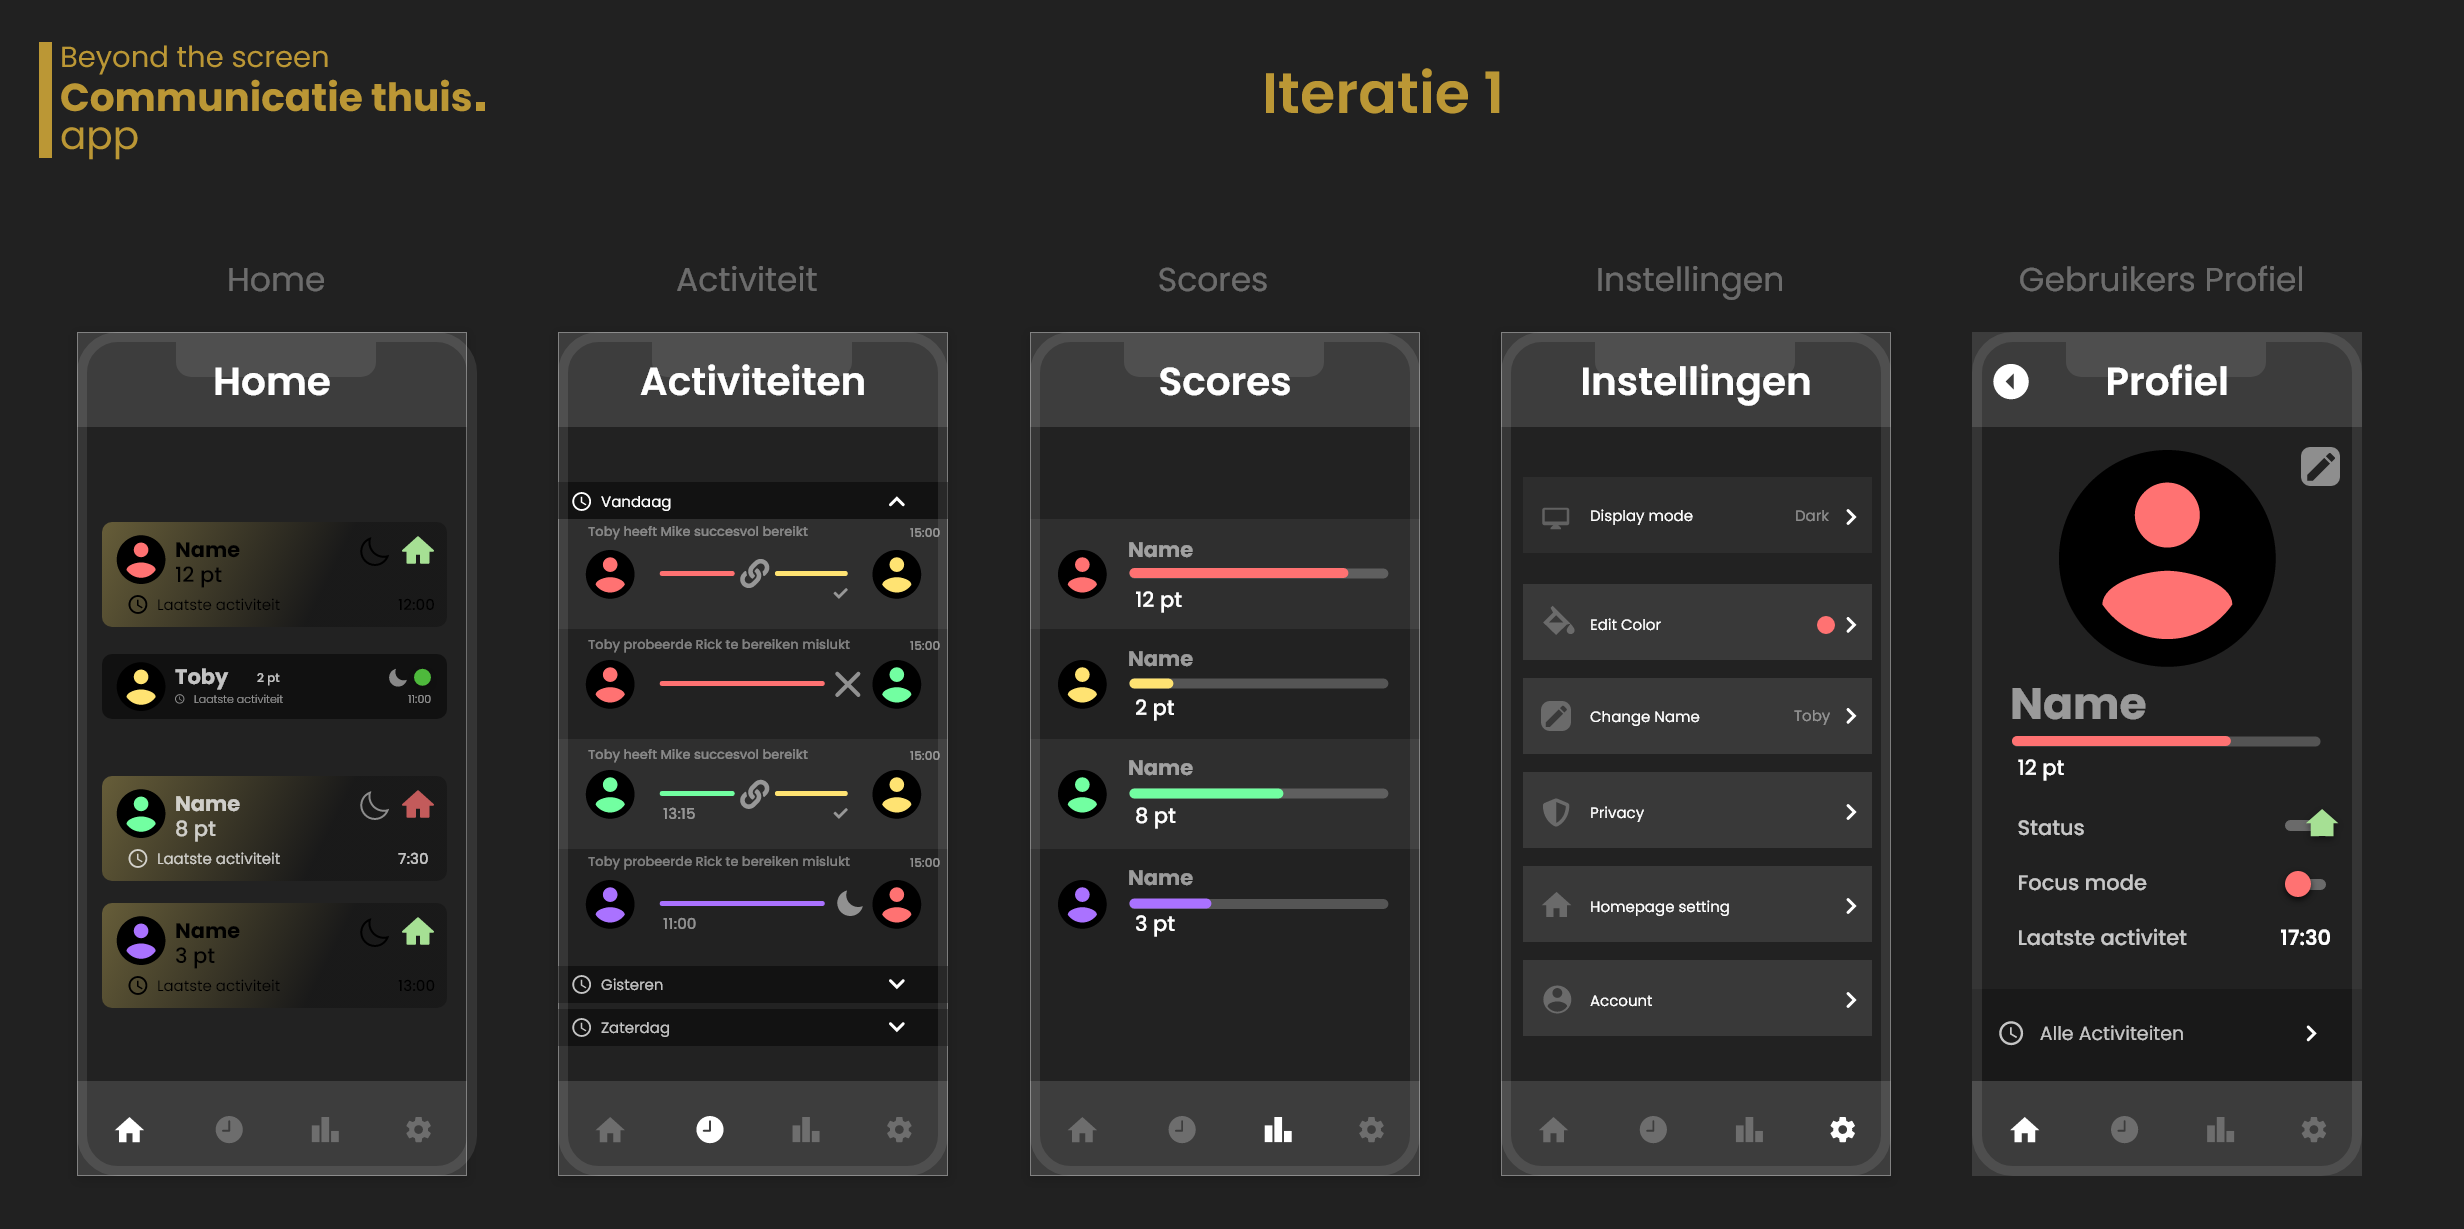 Beyond the screen
Communicatie thuis.
app
Iteratie 1
Home
Home
Name
12 pt
Laatste activiteit 12:00
Toby 2 pt
Laatste activiteit 11:00
Name
8 pt
Laatste activiteit 7:30
Name
3 pt
Laatste activiteit 13:00
Activiteit
Activiteiten
Vandaag
Toby heeft Mike succesvol bereikt 15:00
Toby probeerde Rick te bereiken mislukt 15:00
Toby heeft Mike succesvol bereikt 15:00
13:15
Toby probeerde Rick te bereiken mislukt 15:00
11:00
Gisteren
Zaterdag
Scores
Scores
Name
12 pt
Name
2 pt
Name
8 pt
Name
3 pt
Instellingen
Instellingen
Display mode Dark
Edit Color
Change Name Toby
Privacy
Homepage setting
Account
Gebruikers Profiel
Profiel
Name
12 pt
Status
Focus mode
Laatste activitet 17:30
Alle Activiteiten